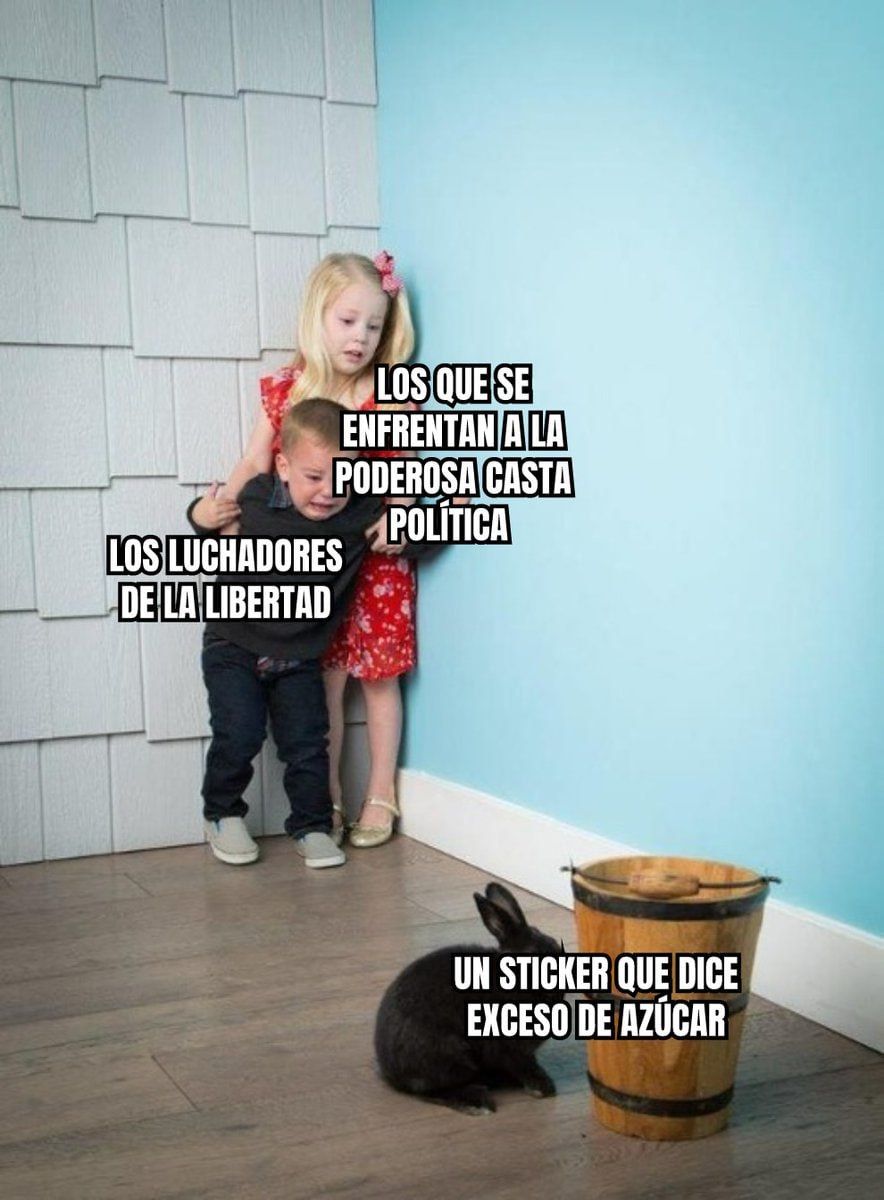 LOS QUE SE
ENFRENTAN A LA
PODEROSA CASTA
POLÍTICA
LOS LUCHADORES
DE LA LIBERTAD
UN STICKER QUE DICE
EXCESO DE AZÚCAR